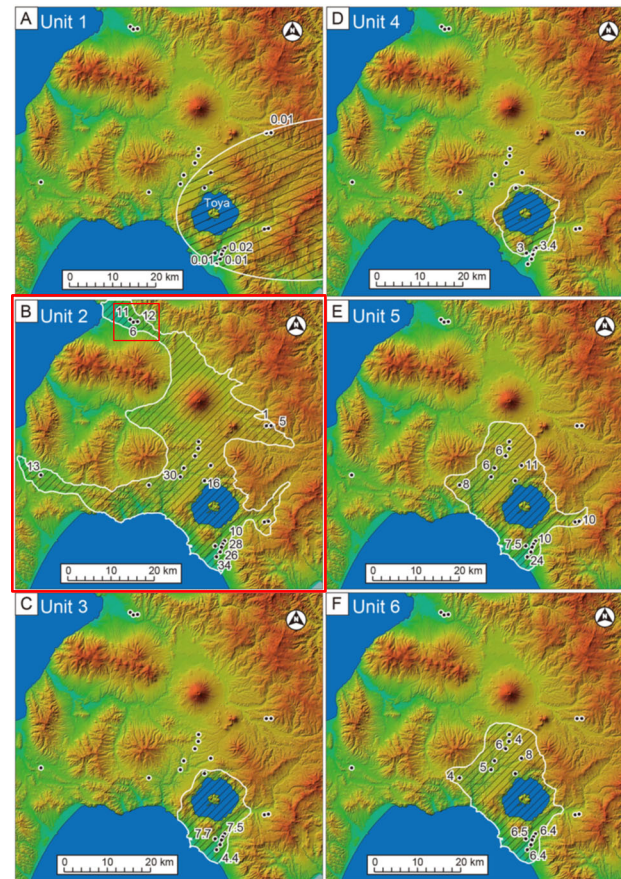 A Unit 1
N
0.01
Toya
0.02
0.01 0.01
0 10 20 km
D Unit 4
N
3 3.4
0 10 20 km
B Unit 2
N
11 12
6
1
5
13
30
16
10
28
26
34
0 10 20 km
E Unit 5
N
6
6 11
8
10
10
7.5
24
0 10 20 km
C Unit 3
N
7.5
7.7
4.4
0 10 20 km
F Unit 6
N
4
6
8
5
4
6.5 6.4
6.4
0 10 20 km